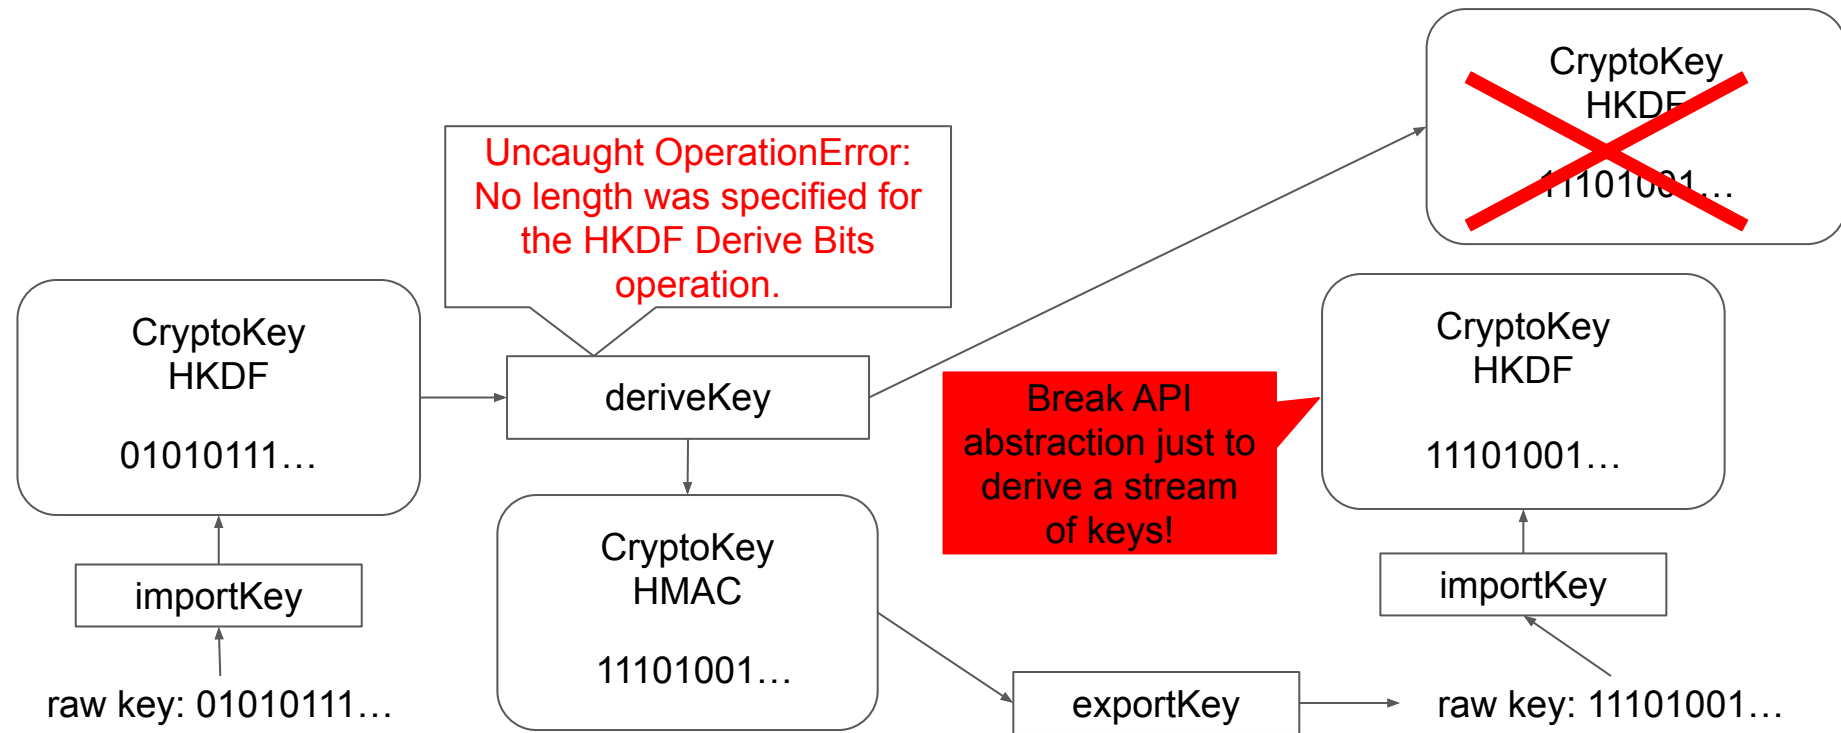 CryptoKey
HKDF
11101001…
Uncaught OperationError:
No length was specified for
the HKDF Derive Bits
operation.
CryptoKey
HKDF
01010111…
deriveKey
Break API
abstraction just to
derive a stream
of keys!
CryptoKey
HKDF
11101001…
CryptoKey
HMAC
11101001…
importKey
importKey
raw key: 01010111…
exportKey
raw key: 11101001…